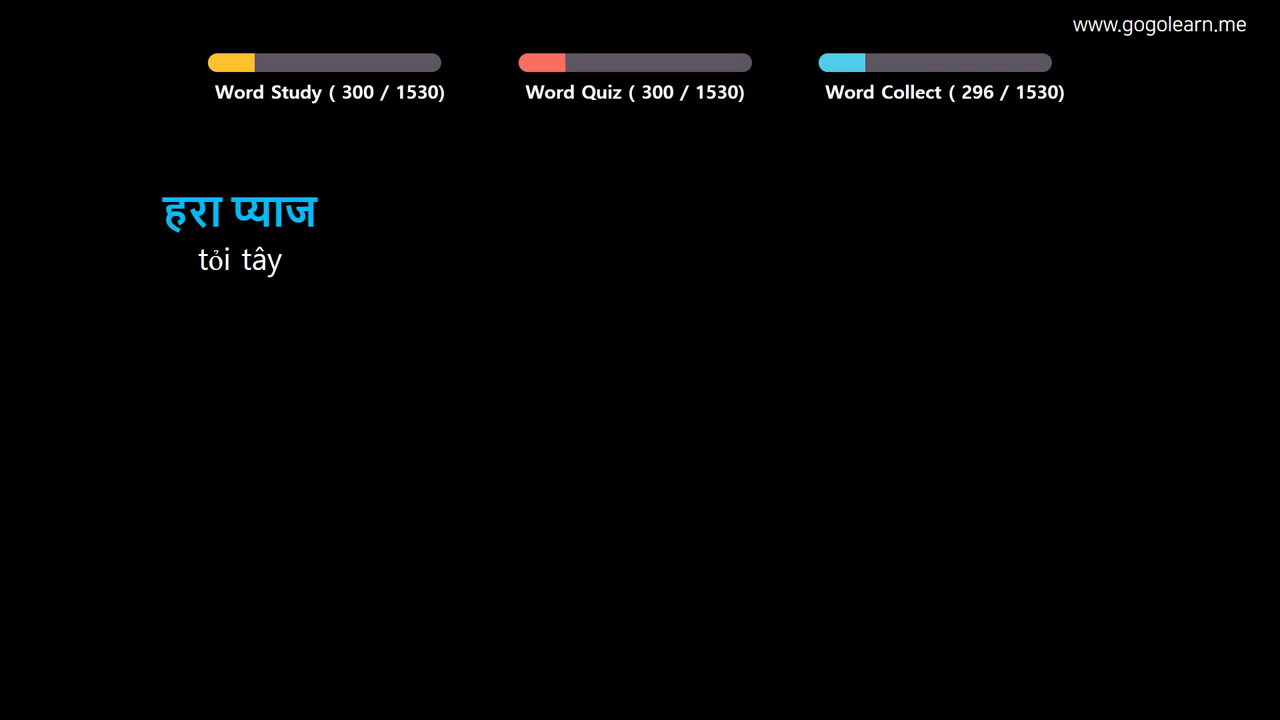 www.gogolearn.me
Word Study ( 300 / 1530)
Word Quiz ( 300 / 1530)
Word Collect ( 296 / 1530)
हरा प्याज
tỏi tây